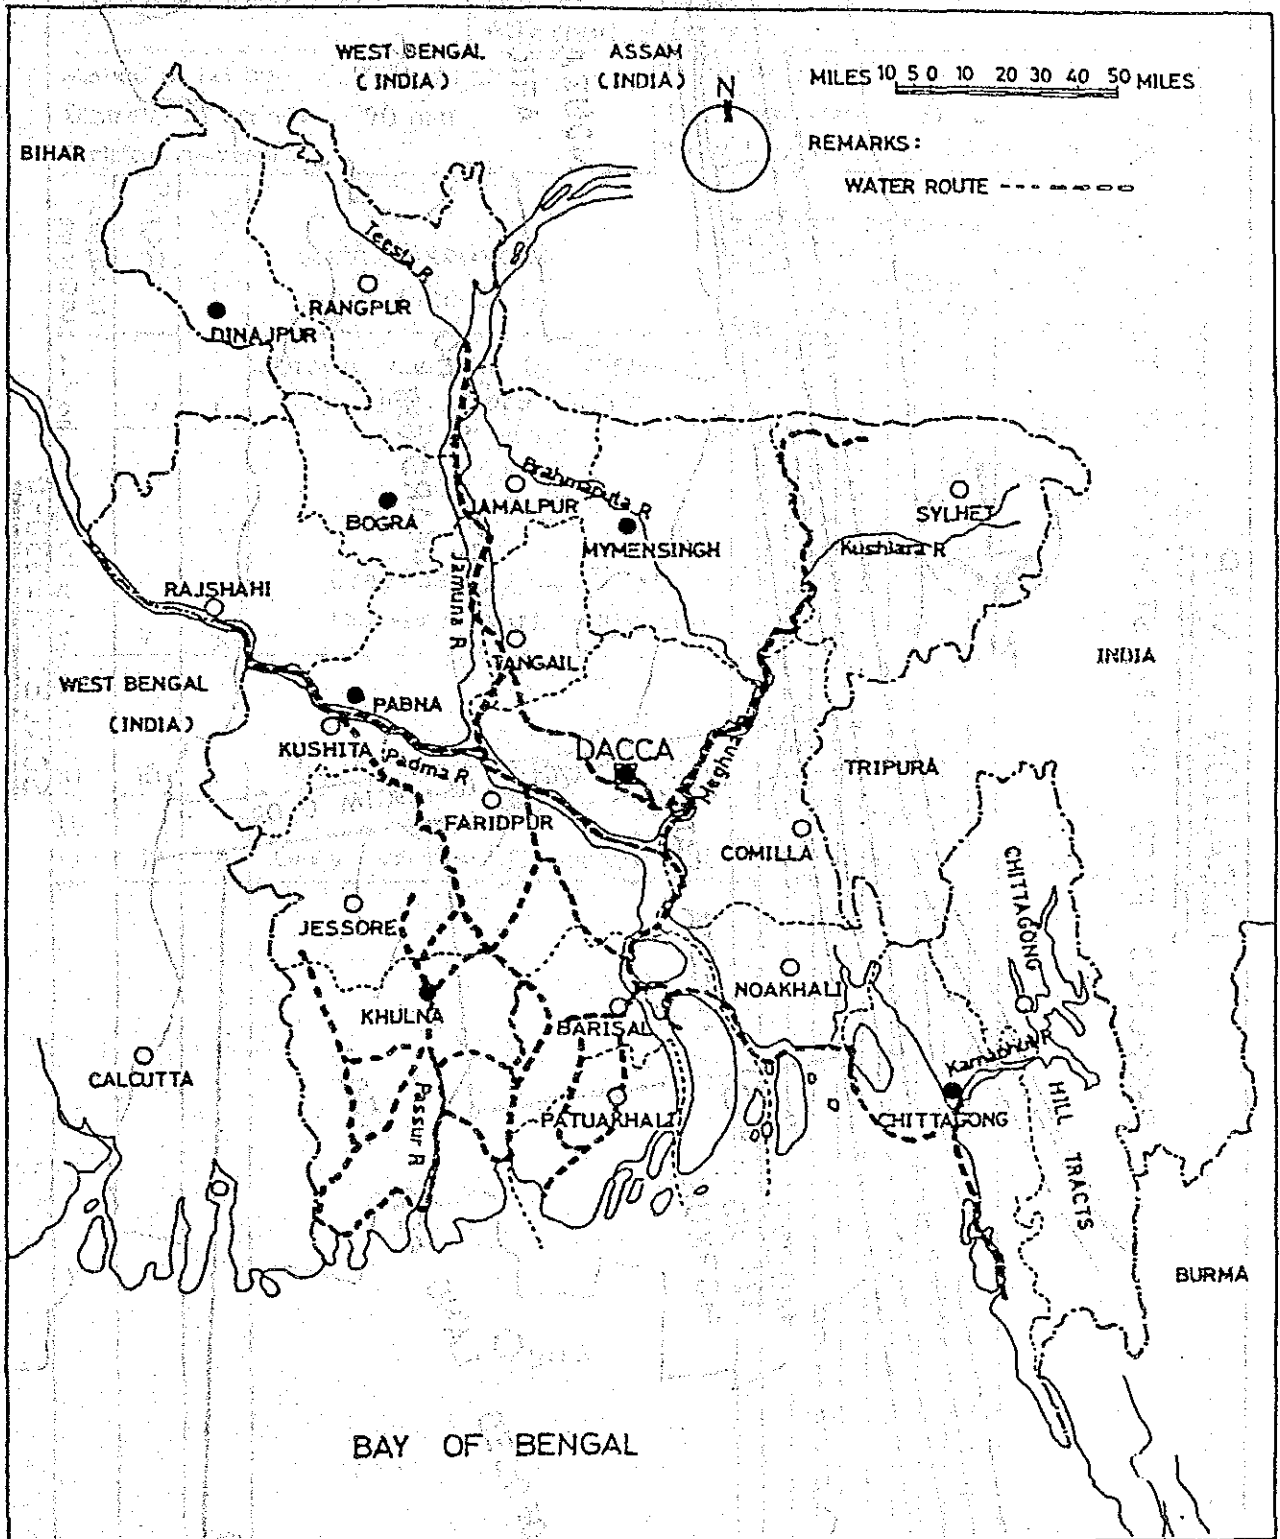 WEST BENGAL
( INDIA )
ASSAM
(INDIA)
N
MILES 10 5 0 10 20 30 40 50 MILES
REMARKS:
WATER ROUTE
BIHAR
Teesta R
RANGPUR
DINAJPUR
Brahmaputa R
JAMALPUR
BOGRA
MYMENSINGH
SYLHET
Kushiara R
Jamuna R
RAJSHAHI
TANGAIL
INDIA
WEST BENGAL
(INDIA)
PABNA
KUSHITA
Padma R
DACCA
Meghna
TRIPURA
FARIDPUR
COMILLA
CHITTAGONG
JESSORE
NOAKHALI
KHULNA
BARISAL
CALCUTTA
Passur R
PATUAKHALI
CHITTAGONG
HILL TRACTS
BURMA
BAY OF BENGAL